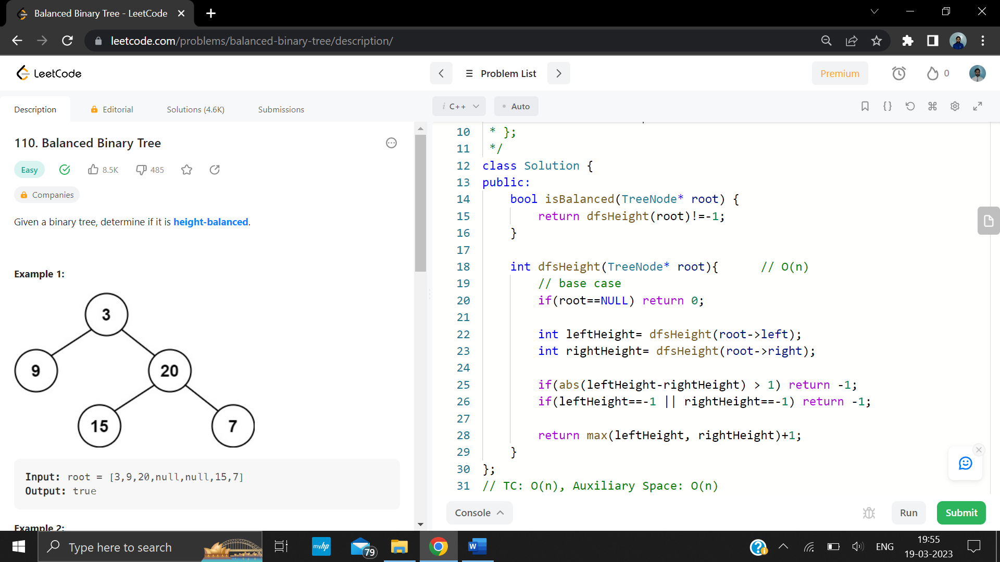 Balanced Binary Tree - LeetCode
leetcode.com/problems/balanced-binary-tree/description/
LeetCode
Problem List
Premium
0
Description
Editorial
Solutions (4.6K)
Submissions
i C++
Auto
110. Balanced Binary Tree
Easy
8.5K
485
Companies
Given a binary tree, determine if it is height-balanced.
Example 1:
3
9
20
15
7
Input: root = [3,9,20,null,null,15,7]
Output: true
Example 2:
10 * };
11 */
12 class Solution {
13 public:
14 bool isBalanced(TreeNode* root) {
15 return dfsHeight(root)!=-1;
16 }
17
18 int dfsHeight(TreeNode* root){ // O(n)
19 // base case
20 if(root==NULL) return 0;
21
22 int leftHeight= dfsHeight(root->left);
23 int rightHeight= dfsHeight(root->right);
24
25 if(abs(leftHeight-rightHeight) > 1) return -1;
26 if(leftHeight==-1 || rightHeight==-1) return -1;
27
28 return max(leftHeight, rightHeight)+1;
29 }
30 };
31 // TC: O(n), Auxiliary Space: O(n)
Console
Run
Submit
Type here to search
myhp
79
W
ENG
19:55
19-03-2023